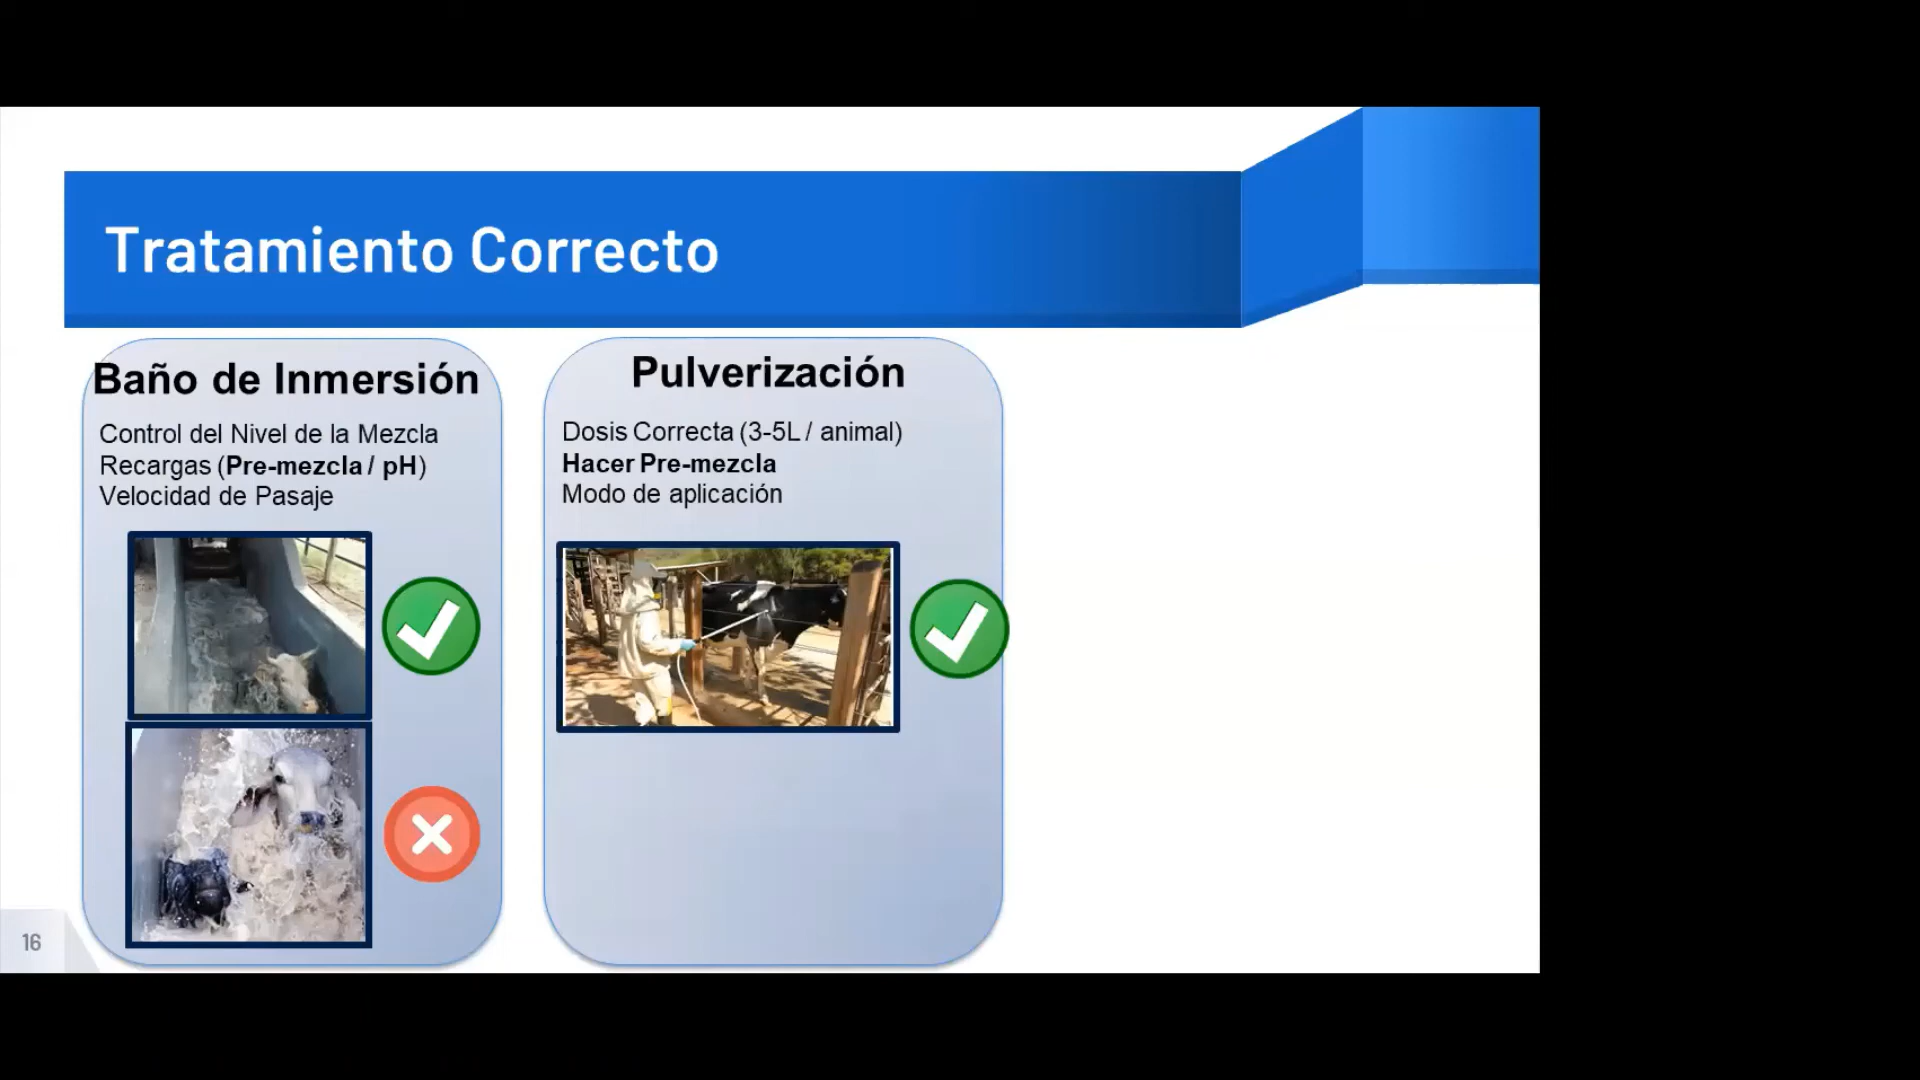 Tratamiento Correcto
Baño de Inmersión
Control del Nivel de la Mezcla
Recargas (Pre-mezcla / pH)
Velocidad de Pasaje
Pulverización
Dosis Correcta (3-5L / animal)
Hacer Pre-mezcla
Modo de aplicación
16